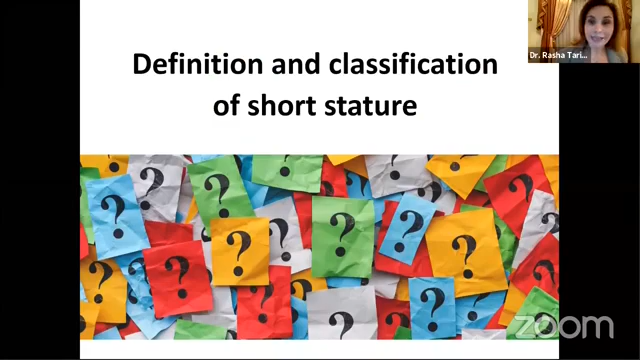 Definition and classification
of short stature
Dr. Rasha Tari...
? ? ? ? ? ? ? ? ? ? ? ? ? ? ? ?
zoom